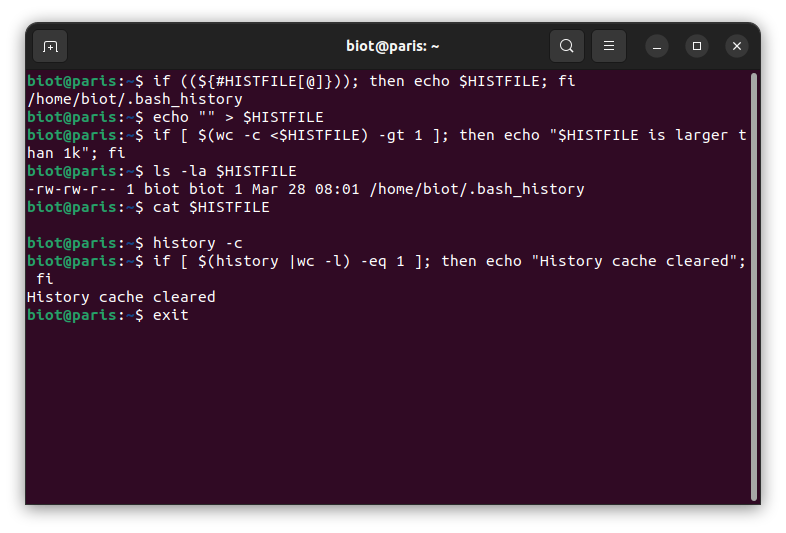 biot@paris: ~
biot@paris:~$ if ((${#HISTFILE[@]})); then echo $HISTFILE; fi
/home/biot/.bash_history
biot@paris:~$ echo "" > $HISTFILE
biot@paris:~$ if [ $(wc -c <$HISTFILE) -gt 1 ]; then echo "$HISTFILE is larger t
han 1k"; fi
biot@paris:~$ ls -la $HISTFILE
-rw-rw-r-- 1 biot biot 1 Mar 28 08:01 /home/biot/.bash_history
biot@paris:~$ cat $HISTFILE
biot@paris:~$ history -c
biot@paris:~$ if [ $(history |wc -l) -eq 1 ]; then echo "History cache cleared";
 fi
History cache cleared
biot@paris:~$ exit